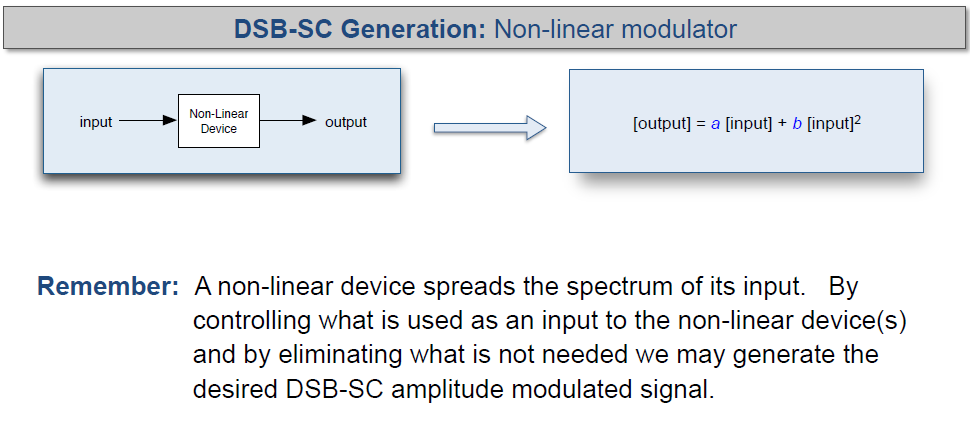 DSB-SC Generation: Non-linear modulator
input
Non-Linear
Device
output
[output] = a [input] + b [input]²
Remember: A non-linear device spreads the spectrum of its input. By
controlling what is used as an input to the non-linear device(s)
and by eliminating what is not needed we may generate the
desired DSB-SC amplitude modulated signal.